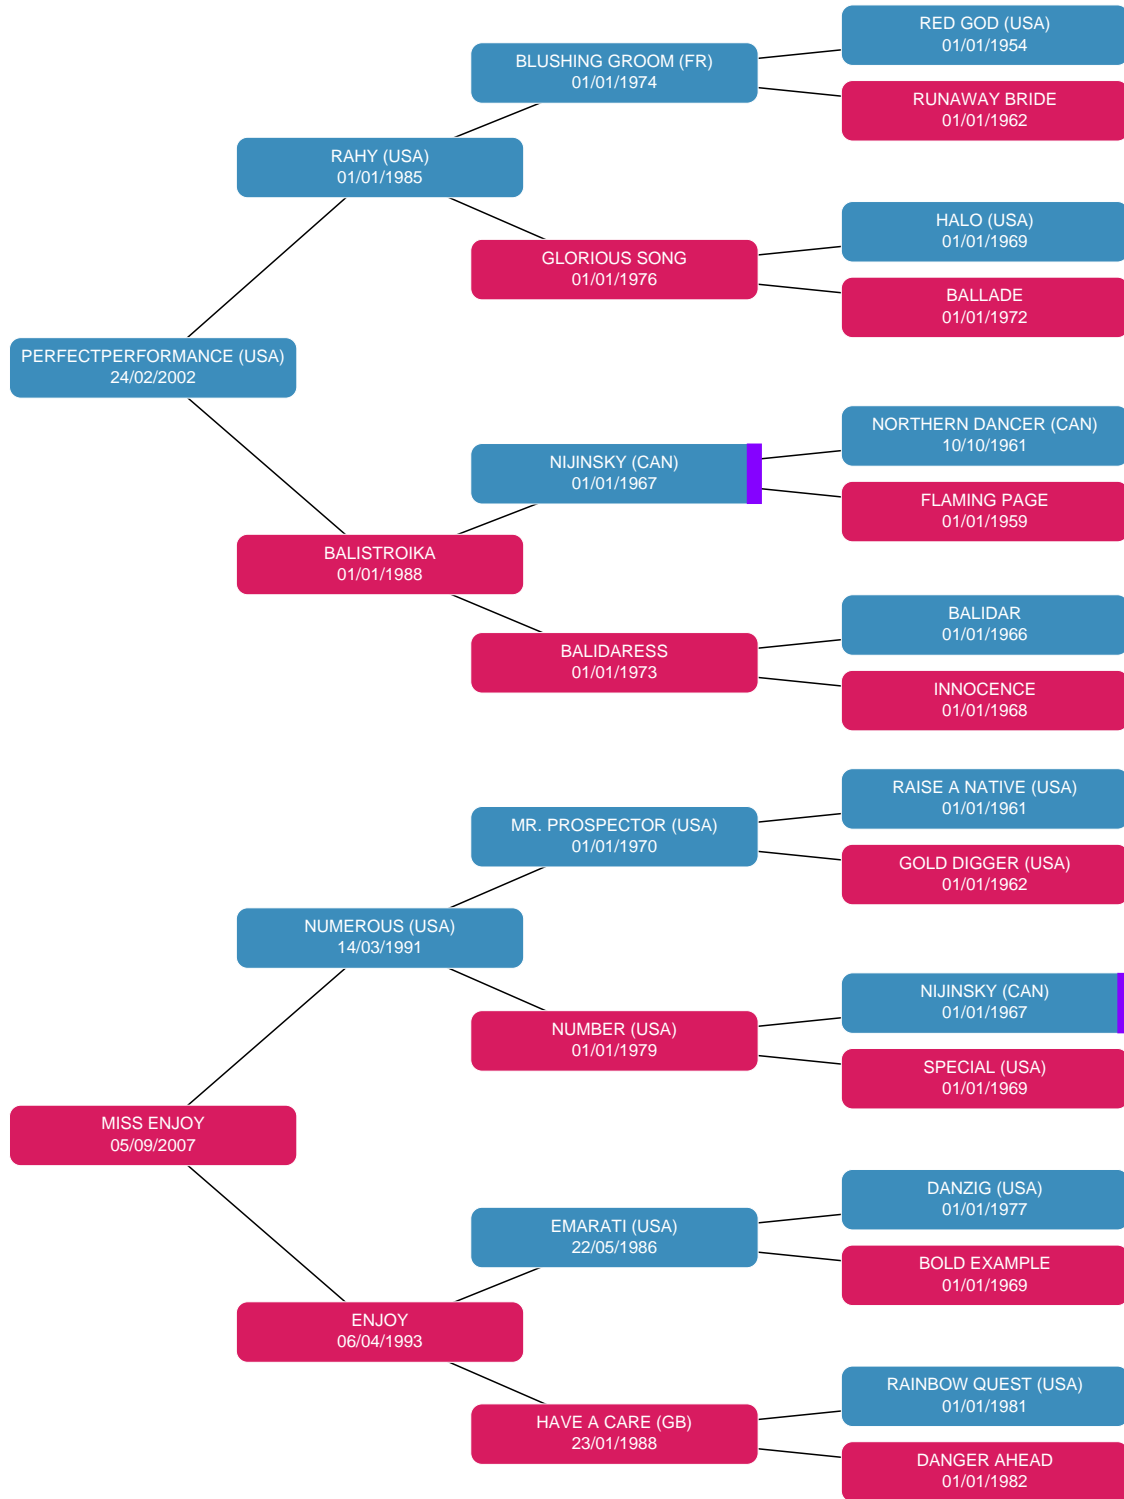 RED GOD (USA)
01/01/1954
BLUSHING GROOM (FR)
01/01/1974
RUNAWAY BRIDE
01/01/1962
RAHY (USA)
01/01/1985
HALO (USA)
01/01/1969
GLORIOUS SONG
01/01/1976
BALLADE
01/01/1972
PERFECTPERFORMANCE (USA)
24/02/2002
NORTHERN DANCER (CAN)
10/10/1961
NIJINSKY (CAN)
01/01/1967
FLAMING PAGE
01/01/1959
BALISTROIKA
01/01/1988
BALIDAR
01/01/1966
BALIDARESS
01/01/1973
INNOCENCE
01/01/1968
RAISE A NATIVE (USA)
01/01/1961
MR. PROSPECTOR (USA)
01/01/1970
GOLD DIGGER (USA)
01/01/1962
NUMEROUS (USA)
14/03/1991
NIJINSKY (CAN)
01/01/1967
NUMBER (USA)
01/01/1979
SPECIAL (USA)
01/01/1969
MISS ENJOY
05/09/2007
DANZIG (USA)
01/01/1977
EMARATI (USA)
22/05/1986
BOLD EXAMPLE
01/01/1969
ENJOY
06/04/1993
RAINBOW QUEST (USA)
01/01/1981
HAVE A CARE (GB)
23/01/1988
DANGER AHEAD
01/01/1982